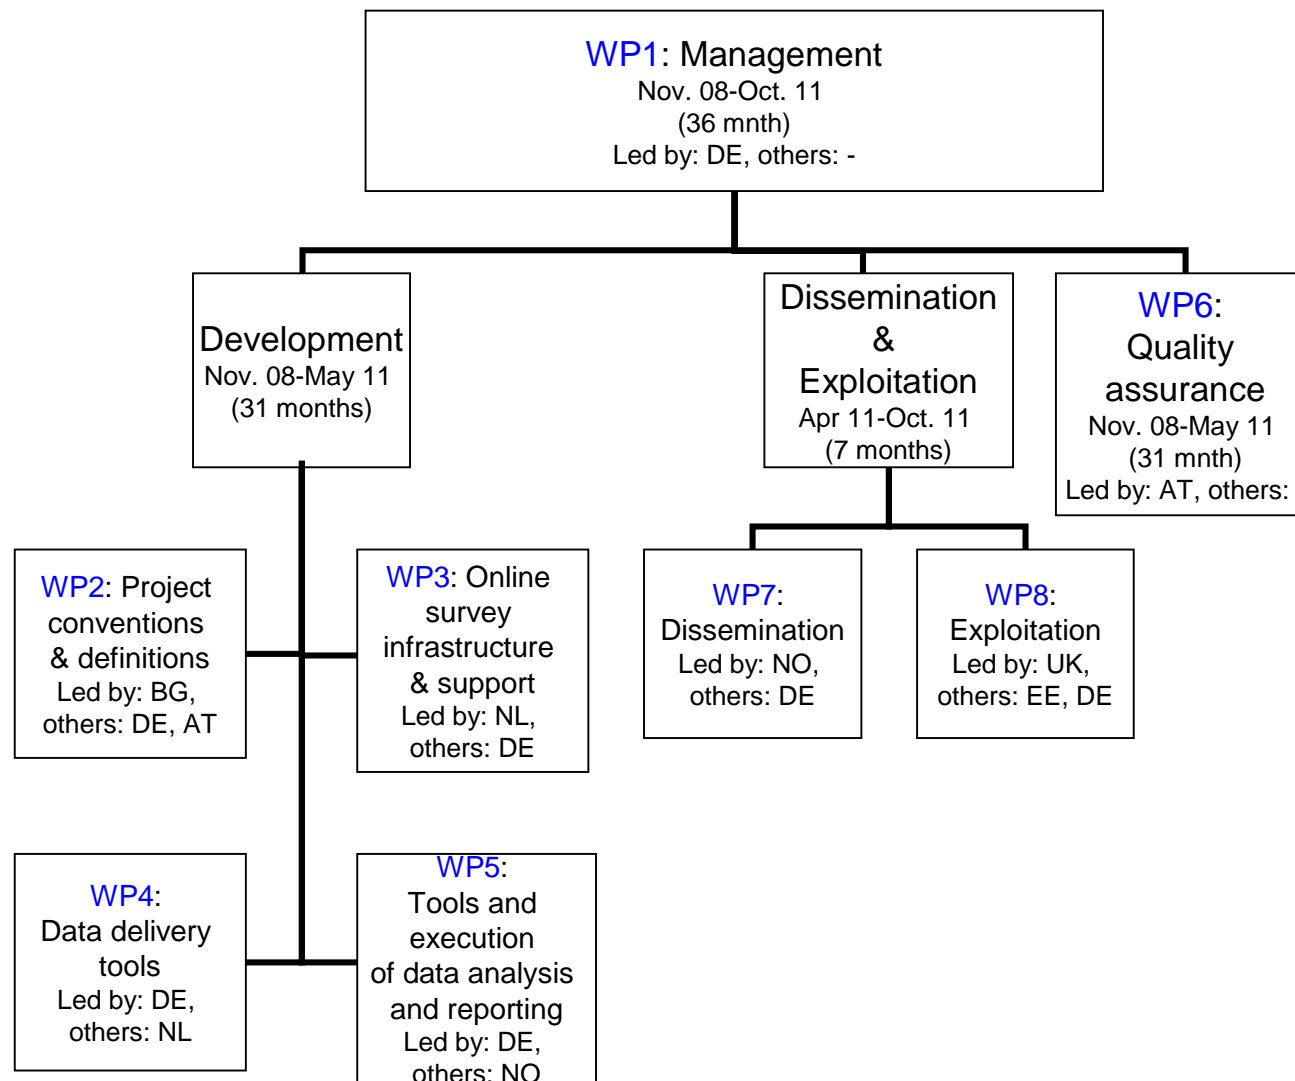 WP1: Management
Nov. 08-Oct. 11
(36 mnth)
Led by: DE, others: -
Development
Nov. 08-May 11
(31 months)
Dissemination
&
Exploitation
Apr 11-Oct. 11
(7 months)
WP6:
Quality
assurance
Nov. 08-May 11
(31 mnth)
Led by: AT, others:
WP2: Project
conventions
& definitions
Led by: BG,
others: DE, AT
WP3: Online
survey
infrastructure
& support
Led by: NL,
others: DE
WP7:
Dissemination
Led by: NO,
others: DE
WP8:
Exploitation
Led by: UK,
others: EE, DE
WP4:
Data delivery
tools
Led by: DE,
others: NL
WP5:
Tools and
execution
of data analysis
and reporting
Led by: DE,
others: NO